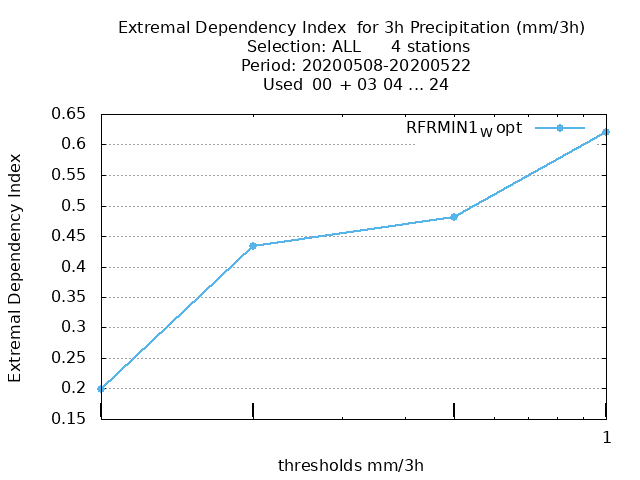 Extremal Dependency Index  for 3h Precipitation (mm/3h)
Selection: ALL      4 stations
Period: 20200508-20200522
Used  00 + 03 04 ... 24
RFRMIN1_W opt
0.65
0.6
0.55
0.5
0.45
0.4
0.35
0.3
0.25
0.2
0.15
Extremal Dependency Index
1
thresholds mm/3h